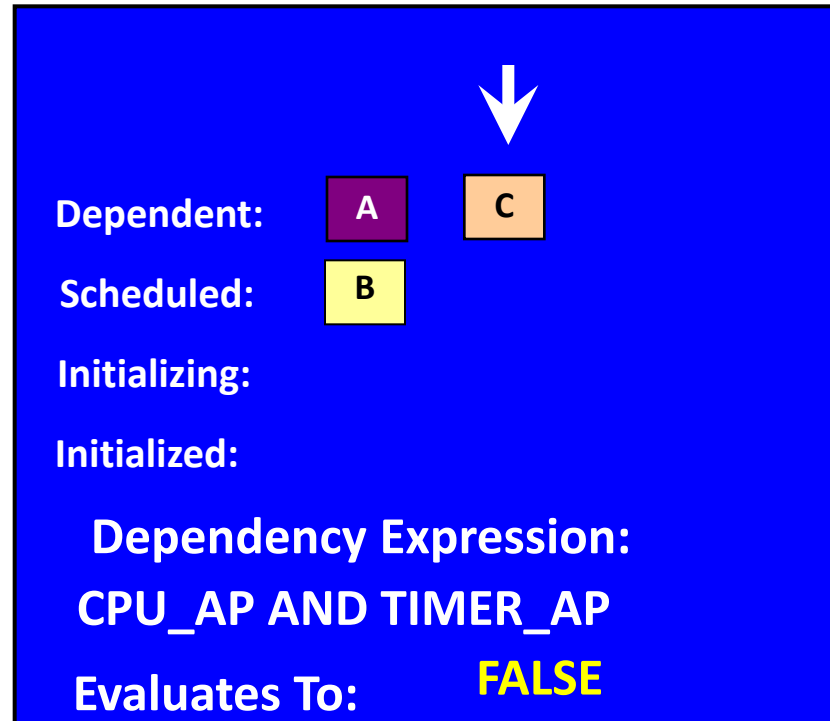 Dependent: A C
Scheduled: B
Initializing:
Initialized:
Dependency Expression:
CPU_AP AND TIMER_AP
Evaluates To: FALSE